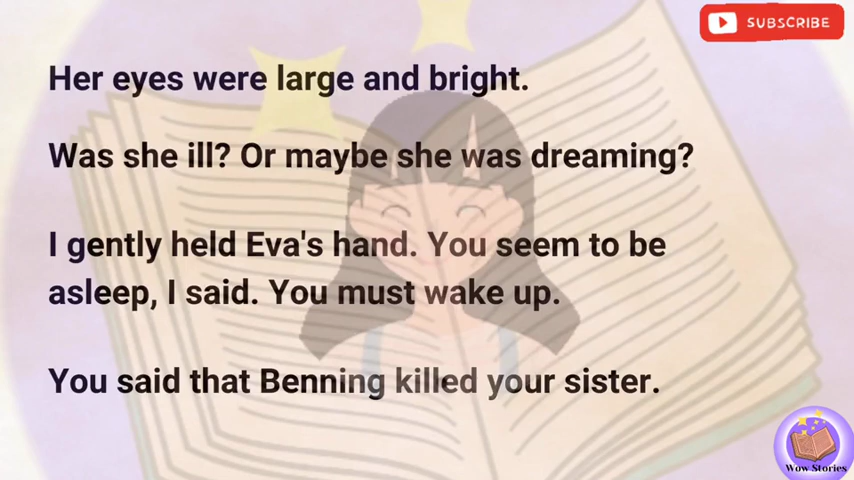 SUBSCRIBE
Her eyes were large and bright.
Was she ill? Or maybe she was dreaming?
I gently held Eva's hand. You seem to be
asleep, I said. You must wake up.
You said that Benning killed your sister.
Wow Stories